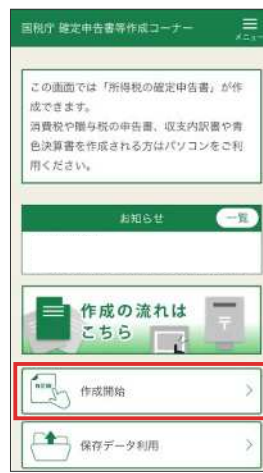 国税庁 確定申告書等作成コーナー
メニュー
この画面では「所得税の確定申告書」が作
成できます。
消費税や贈与税の申告書、収支内訳書や青
色決算書を作成される方はパソコンをご利
用ください。
お知らせ
一覧
作成の流れは
こちら
NEW
作成開始
保存データ利用